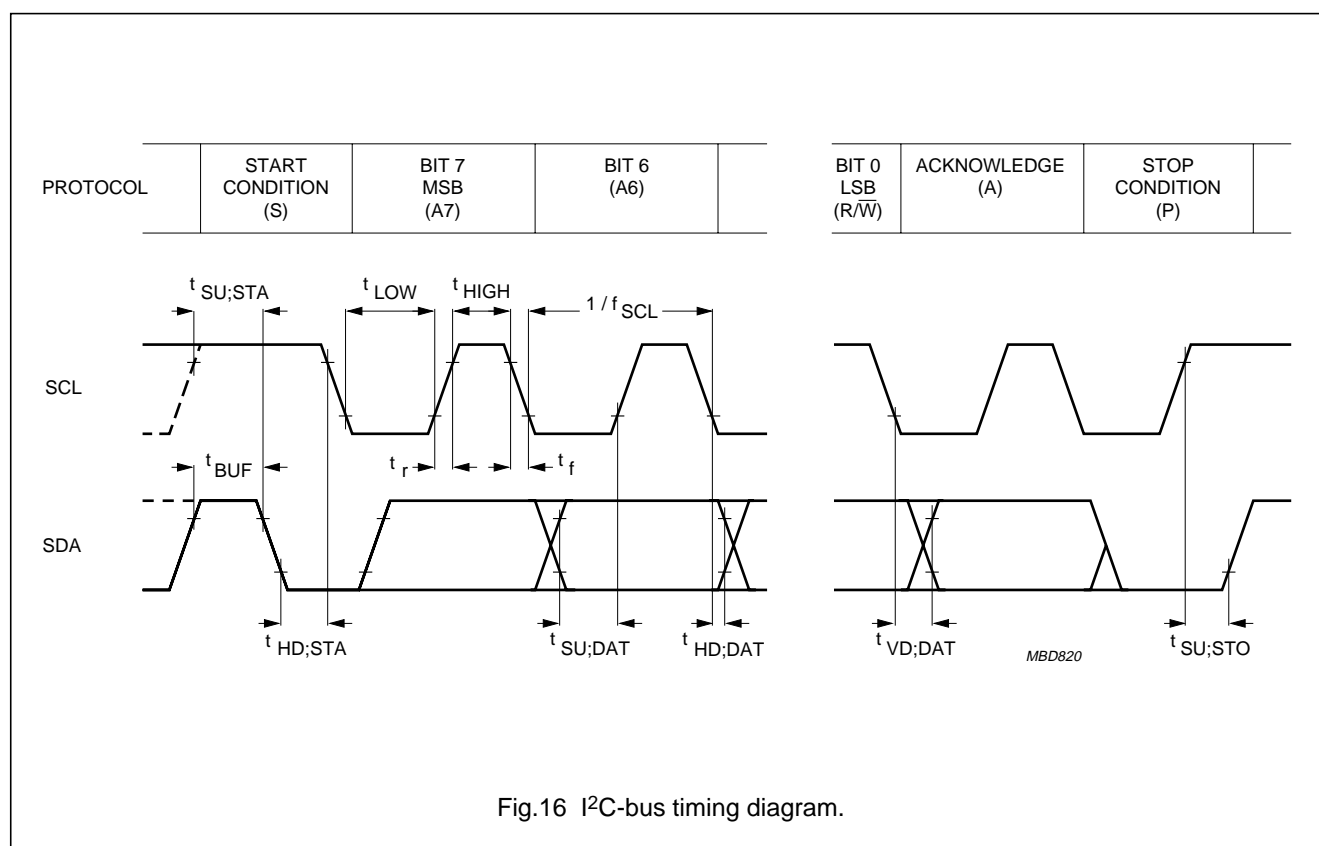 PROTOCOL
START
CONDITION
(S)
BIT 7
MSB
(A7)
BIT 6
(A6)
BIT 0
LSB
(R/W̅)
ACKNOWLEDGE
(A)
STOP
CONDITION
(P)
t SU;STA
t LOW
t HIGH
1 / f SCL
SCL
t BUF
t r
t f
SDA
t HD;STA
t SU;DAT
t HD;DAT
t VD;DAT
MBD820
t SU;STO
Fig.16 I²C-bus timing diagram.